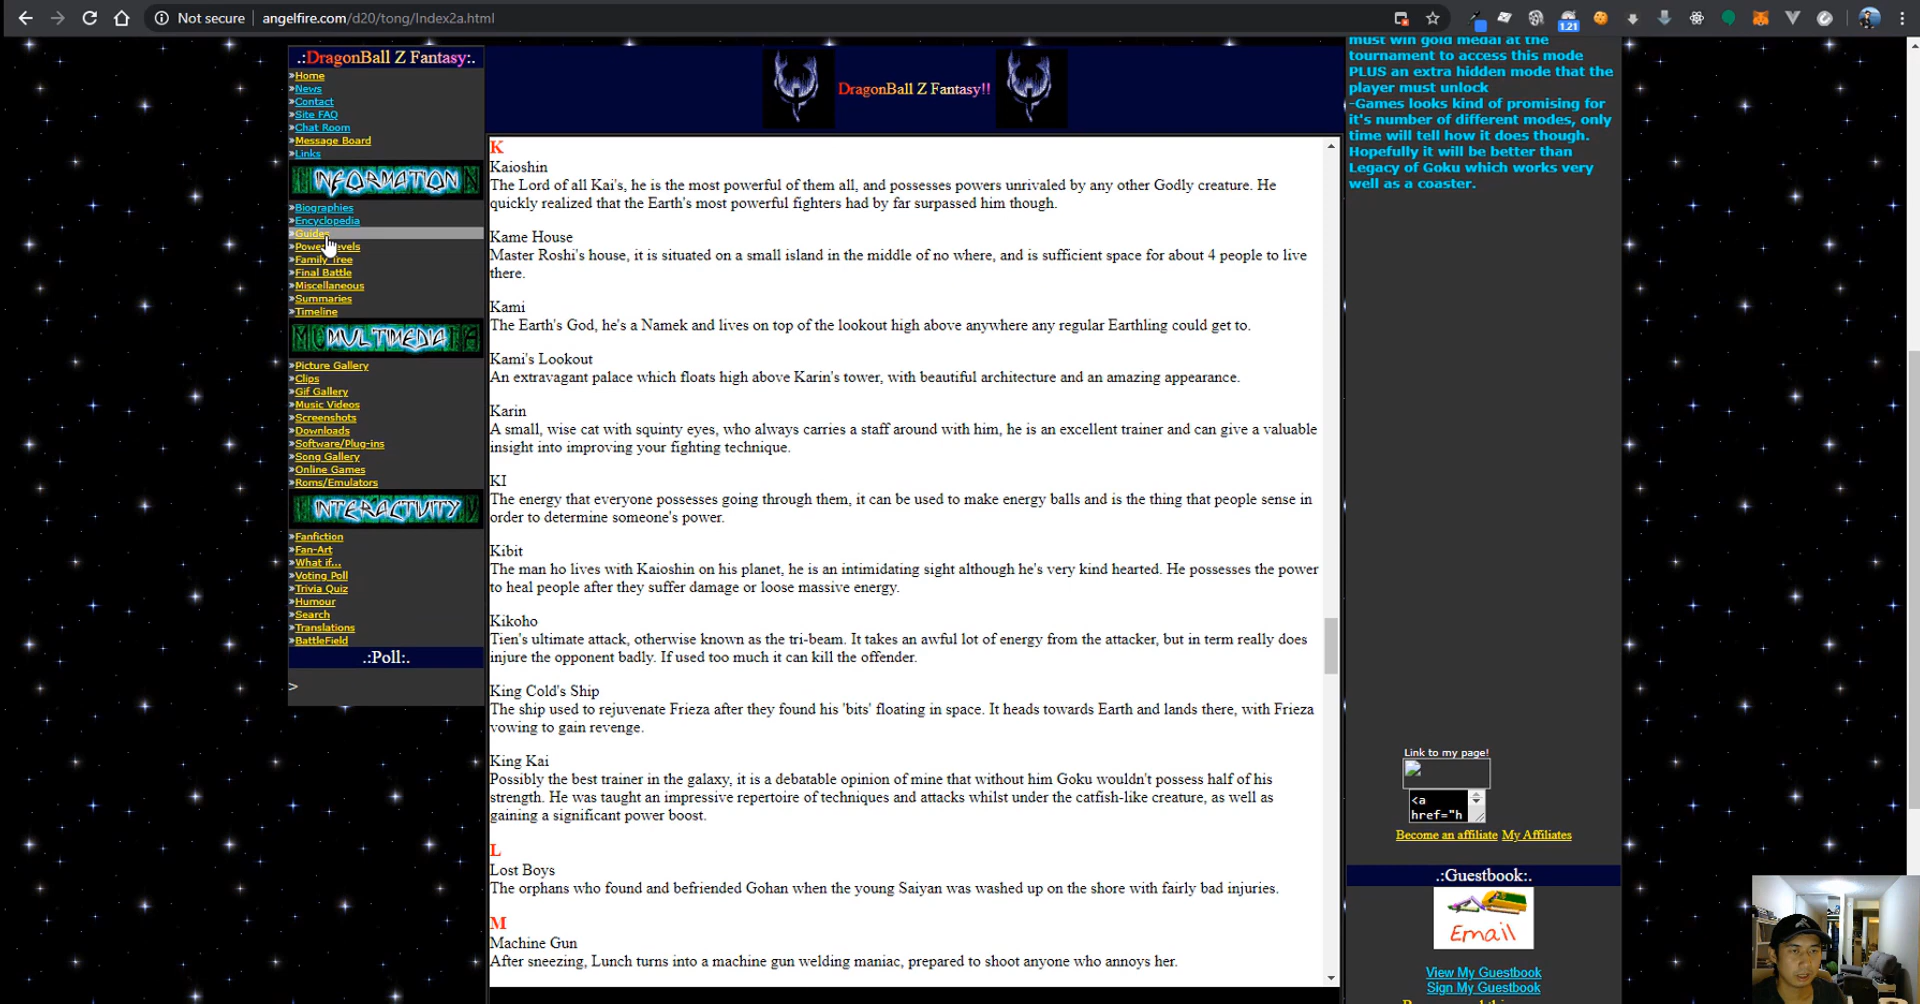 Not secure angelfire.com/d20/tong/Index2a.html
1.21
.:DragonBall Z Fantasy:.
»Home
»News
»Contact
»Site FAQ
»Chat Room
»Message Board
»Links
INFORMATION
»Biographies
»Encyclopedia
»Guides
»Power Levels
»Family Tree
»Final Battle
»Miscellaneous
»Summaries
»Timeline
MULTIMEDIA
»Picture Gallery
»Clips
»Gif Gallery
»Music Videos
»Screenshots
»Downloads
»Software/Plug-ins
»Song Gallery
»Online Games
»Roms/Emulators
INTERACTIVITY
»Fanfiction
»Fan-Art
»What if...
»Voting Poll
»Trivia Quiz
»Humour
»Search
»Translations
»BattleField
.:Poll:.
>
DragonBall Z Fantasy!!
K
Kaioshin
The Lord of all Kai's, he is the most powerful of them all, and possesses powers unrivaled by any other Godly creature. He
quickly realized that the Earth's most powerful fighters had by far surpassed him though.
Kame House
Master Roshi's house, it is situated on a small island in the middle of no where, and is sufficient space for about 4 people to live
there.
Kami
The Earth's God, he's a Namek and lives on top of the lookout high above anywhere any regular Earthling could get to.
Kami's Lookout
An extravagant palace which floats high above Karin's tower, with beautiful architecture and an amazing appearance.
Karin
A small, wise cat with squinty eyes, who always carries a staff around with him, he is an excellent trainer and can give a valuable
insight into improving your fighting technique.
KI
The energy that everyone possesses going through them, it can be used to make energy balls and is the thing that people sense in
order to determine someone's power.
Kibit
The man ho lives with Kaioshin on his planet, he is an intimidating sight although he's very kind hearted. He possesses the power
to heal people after they suffer damage or loose massive energy.
Kikoho
Tien's ultimate attack, otherwise known as the tri-beam. It takes an awful lot of energy from the attacker, but in term really does
injure the opponent badly. If used too much it can kill the offender.
King Cold's Ship
The ship used to rejuvenate Frieza after they found his 'bits' floating in space. It heads towards Earth and lands there, with Frieza
vowing to gain revenge.
King Kai
Possibly the best trainer in the galaxy, it is a debatable opinion of mine that without him Goku wouldn't possess half of his
strength. He was taught an impressive repertoire of techniques and attacks whilst under the catfish-like creature, as well as
gaining a significant power boost.
L
Lost Boys
The orphans who found and befriended Gohan when the young Saiyan was washed up on the shore with fairly bad injuries.
M
Machine Gun
After sneezing, Lunch turns into a machine gun welding maniac, prepared to shoot anyone who annoys her.
must win gold medal at the
tournament to access this mode
PLUS an extra hidden mode that the
player must unlock
-Games looks kind of promising for
it's number of different modes, only
time will tell how it does though.
Hopefully it will be better than
Legacy of Goku which works very
well as a coaster.
Link to my page!
<a
href="h
Become an affiliate My Affiliates
.:Guestbook:.
Email
View My Guestbook
Sign My Guestbook